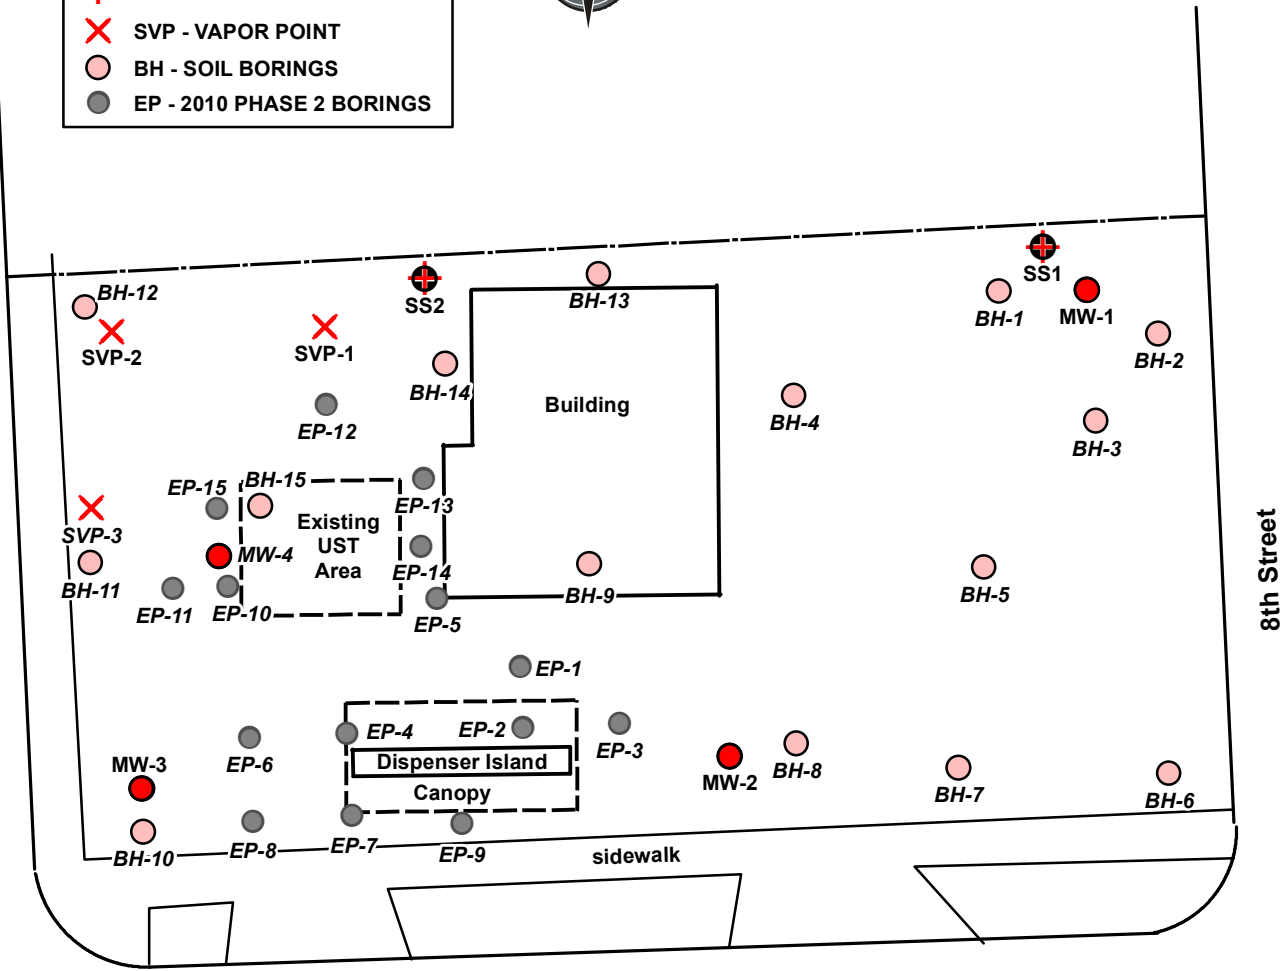 SVP - VAPOR POINT
BH - SOIL BORINGS
EP - 2010 PHASE 2 BORINGS
SS1
SS2
BH-12
BH-13
BH-1
MW-1
SVP-2
SVP-1
BH-2
BH-14
Building
BH-4
EP-12
BH-3
EP-15
BH-15
EP-13
SVP-3
Existing
UST
Area
MW-4
EP-14
BH-11
BH-9
BH-5
EP-11
EP-10
EP-5
8th Street
EP-1
EP-4
EP-2
EP-3
EP-6
MW-3
Dispenser Island
MW-2
BH-8
Canopy
BH-7
BH-6
BH-10
EP-8
EP-7
EP-9
sidewalk